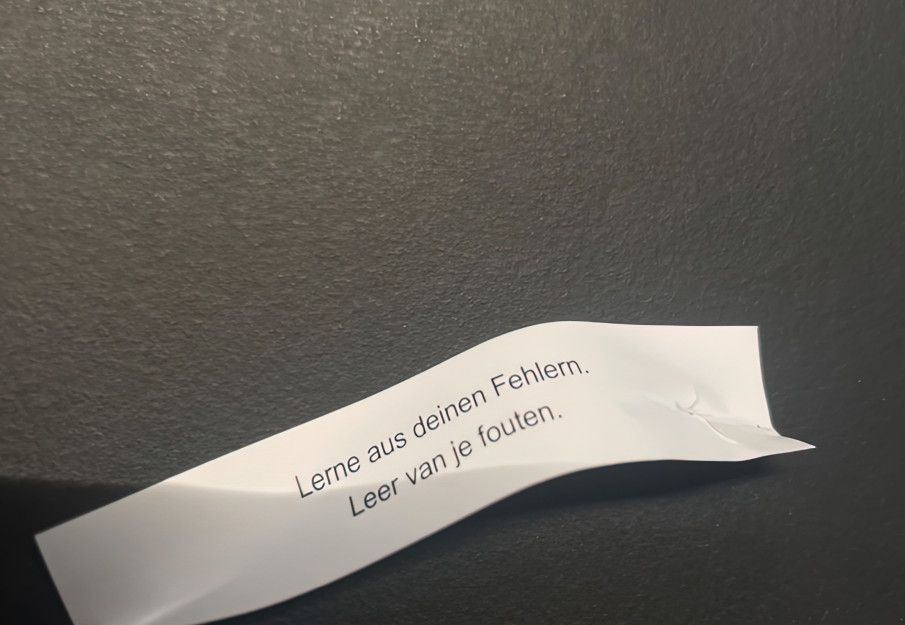 Lerne aus deinen Fehlern.
Leer van je fouten.